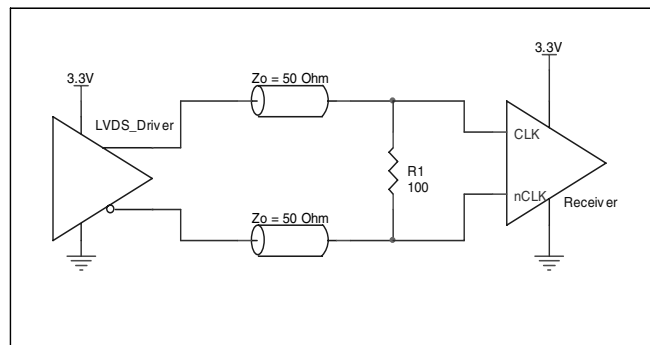 3.3V
LVDS_Driver
Zo = 50 Ohm
3.3V
CLK
R1
100
nCLK
Receiver
Zo = 50 Ohm